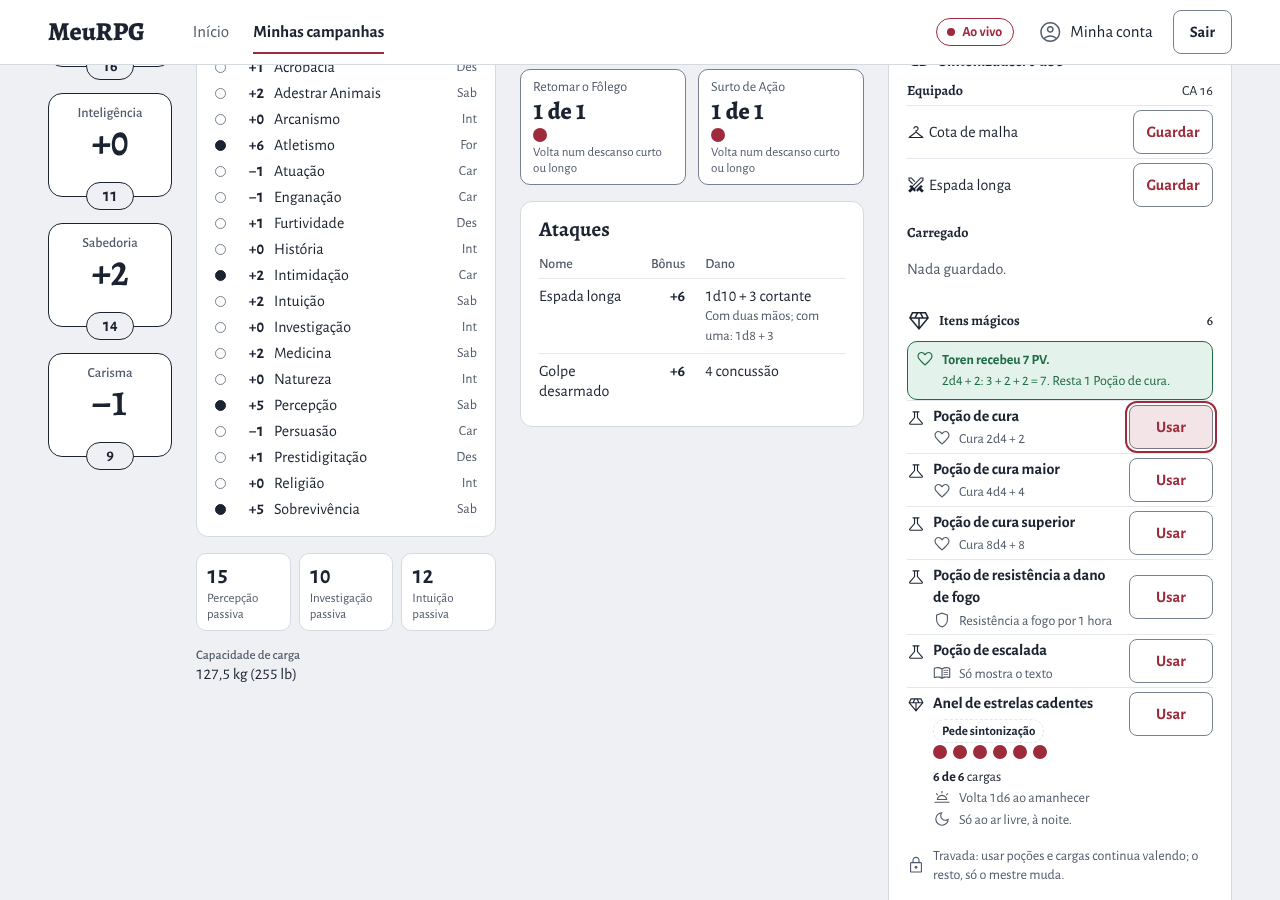 MeuRPG
Início
Minhas campanhas
Ao vivo
Minha conta
Sair
16
Inteligência
+0
11
Sabedoria
+2
14
Carisma
−1
9
+1 Acrobacia Des
+2 Adestrar Animais Sab
+0 Arcanismo Int
+6 Atletismo For
−1 Atuação Car
−1 Enganação Car
+1 Furtividade Des
+0 História Int
+2 Intimidação Car
+2 Intuição Sab
+0 Investigação Int
+2 Medicina Sab
+0 Natureza Int
+5 Percepção Sab
−1 Persuasão Car
+1 Prestidigitação Des
+0 Religião Int
+5 Sobrevivência Sab
15
Percepção
passiva
10
Investigação
passiva
12
Intuição
passiva
Capacidade de carga
127,5 kg (255 lb)
Retomar o Fôlego
1 de 1
Volta num descanso curto
ou longo
Surto de Ação
1 de 1
Volta num descanso curto
ou longo
Ataques
Nome Bônus Dano
Espada longa +6 1d10 + 3 cortante
Com duas mãos; com
uma: 1d8 + 3
Golpe
desarmado
+6 4 concussão
Equipado CA 16
Cota de malha Guardar
Espada longa Guardar
Carregado
Nada guardado.
Itens mágicos 6
Toren recebeu 7 PV.
2d4 + 2: 3 + 2 + 2 = 7. Resta 1 Poção de cura.
Poção de cura
Cura 2d4 + 2
Usar
Poção de cura maior
Cura 4d4 + 4
Usar
Poção de cura superior
Cura 8d4 + 8
Usar
Poção de resistência a dano
de fogo
Resistência a fogo por 1 hora
Usar
Poção de escalada
Só mostra o texto
Usar
Anel de estrelas cadentes
Usar
Pede sintonização
6 de 6 cargas
Volta 1d6 ao amanhecer
Só ao ar livre, à noite.
Travada: usar poções e cargas continua valendo; o
resto, só o mestre muda.